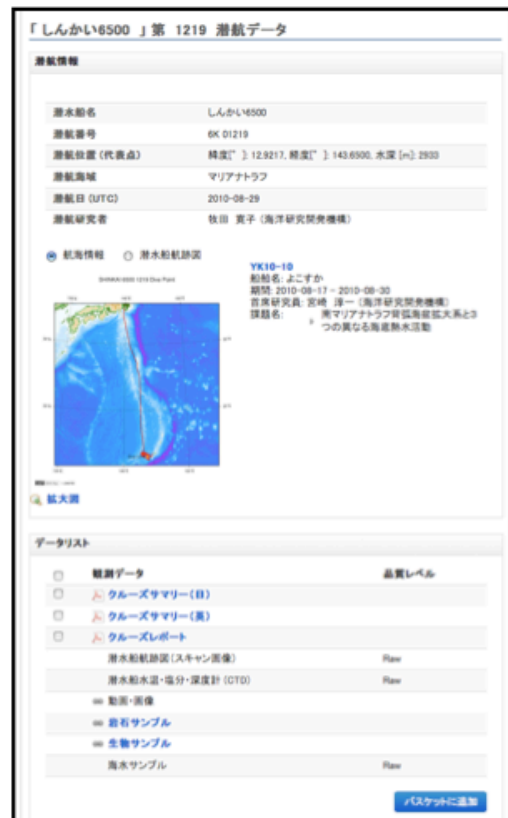 「しんかい6500 」第 1219 潜航データ
潜航情報
潜水船名 しんかい6500
潜航番号 6K 01219
潜航位置 (代表点) 緯度[°]: 12.9217, 経度[°]: 143.6500, 水深 [m]: 2933
潜航海域 マリアナトラフ
潜航日 (UTC) 2010-08-29
潜航研究者 牧田 寛子 (海洋研究開発機構)
航海情報 潜水船航跡図
SHINKAI 6500 1219 Dive Point
YK10-10
船舶名: よこすか
期間: 2010-08-17 - 2010-08-30
首席研究員: 宮崎 淳一 (海洋研究開発機構)
課題名: 南マリアナトラフ背弧海嶺拡大系と3
つの異なる海底熱水活動
拡大図
データリスト
観測データ 品質レベル
クルーズサマリー(日)
クルーズサマリー(英)
クルーズレポート
潜水船航跡図(スキャン画像) Raw
潜水船水温・塩分・深度計 (CTD) Raw
動画・画像
岩石サンプル
生物サンプル
海水サンプル Raw
バスケットに追加